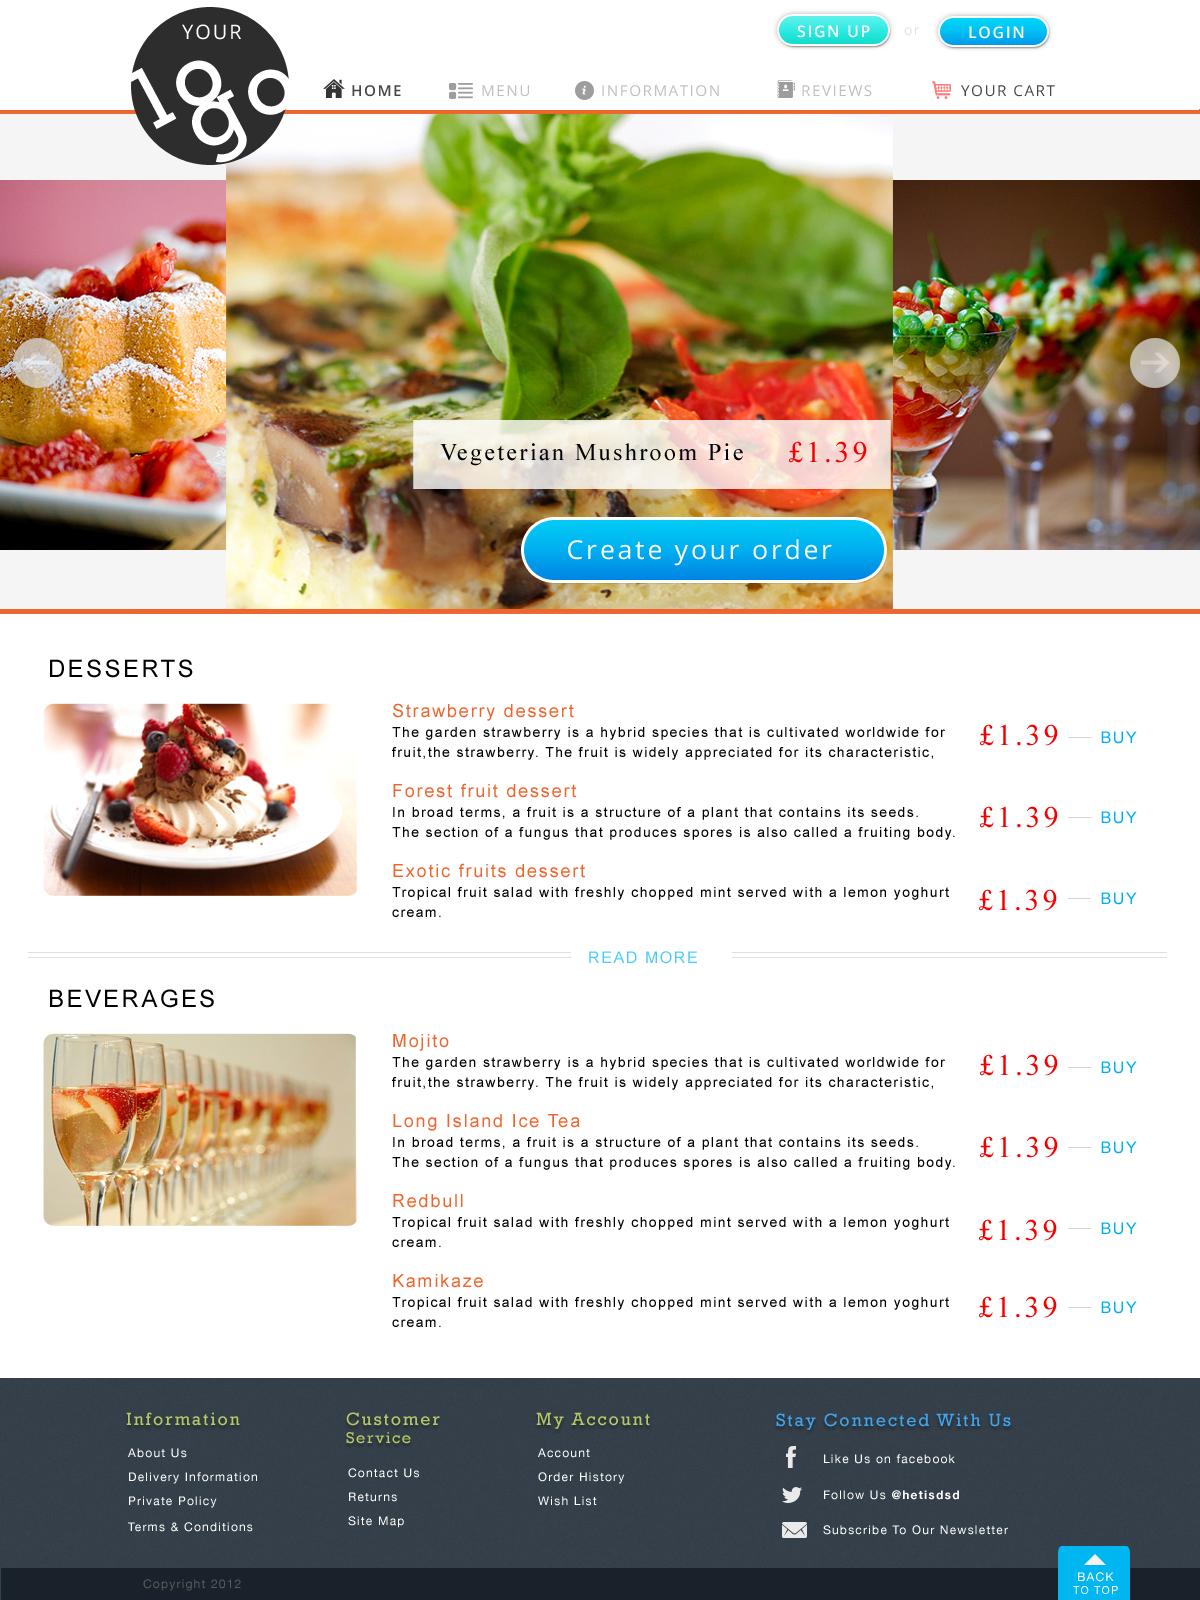 YOUR
1go
SIGN UP or LOGIN
HOME MENU INFORMATION REVIEWS YOUR CART
Vegeterian Mushroom Pie £1.39
Create your order
DESSERTS
Strawberry dessert
The garden strawberry is a hybrid species that is cultivated worldwide for
fruit,the strawberry. The fruit is widely appreciated for its characteristic,
£1.39 BUY
Forest fruit dessert
In broad terms, a fruit is a structure of a plant that contains its seeds.
The section of a fungus that produces spores is also called a fruiting body.
£1.39 BUY
Exotic fruits dessert
Tropical fruit salad with freshly chopped mint served with a lemon yoghurt
cream.
£1.39 BUY
READ MORE
BEVERAGES
Mojito
The garden strawberry is a hybrid species that is cultivated worldwide for
fruit,the strawberry. The fruit is widely appreciated for its characteristic,
£1.39 BUY
Long Island Ice Tea
In broad terms, a fruit is a structure of a plant that contains its seeds.
The section of a fungus that produces spores is also called a fruiting body.
£1.39 BUY
Redbull
Tropical fruit salad with freshly chopped mint served with a lemon yoghurt
cream.
£1.39 BUY
Kamikaze
Tropical fruit salad with freshly chopped mint served with a lemon yoghurt
cream.
£1.39 BUY
Information
About Us
Delivery Information
Private Policy
Terms & Conditions
Customer
Service
Contact Us
Returns
Site Map
My Account
Account
Order History
Wish List
Stay Connected With Us
Like Us on facebook
Follow Us @hetisdsd
Subscribe To Our Newsletter
BACK
TO TOP
Copyright 2012